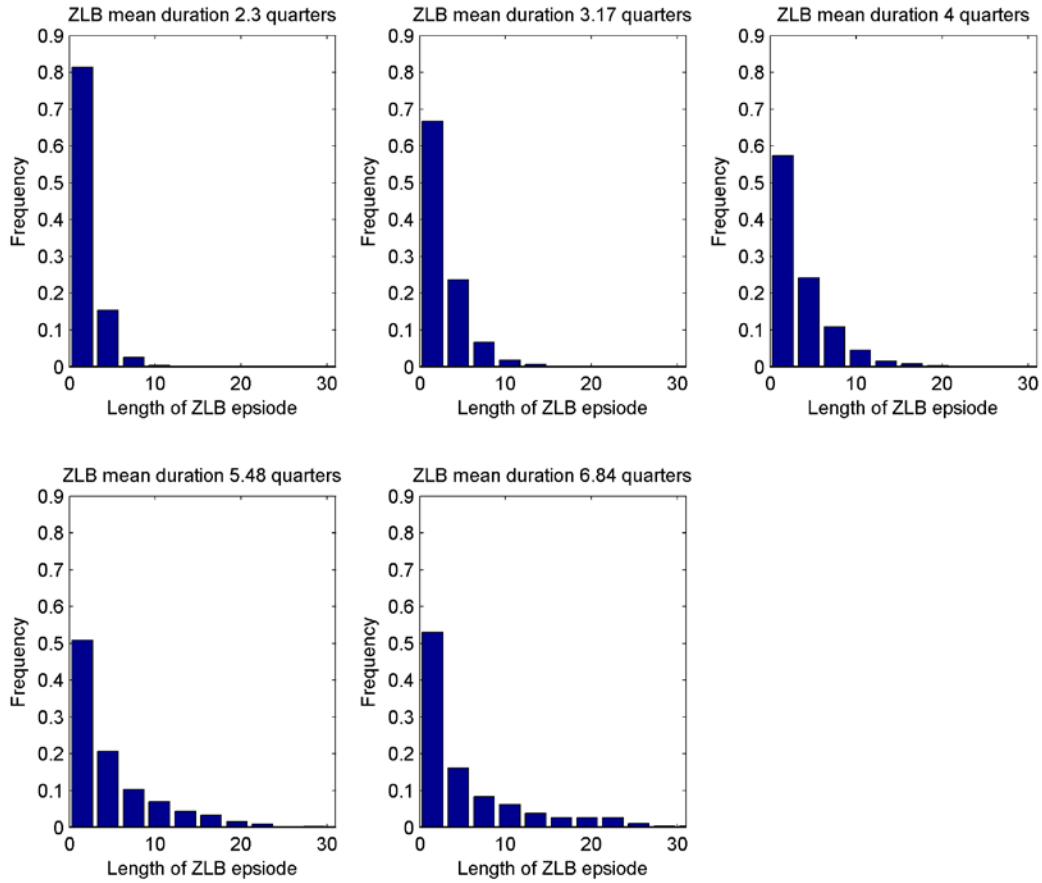 ZLB mean duration 2.3 quarters
0.9
0.8
0.7
0.6
0.5
0.4
0.3
0.2
0.1
0
Frequency
0 10 20 30
Length of ZLB epsiode
ZLB mean duration 3.17 quarters
0.9
0.8
0.7
0.6
0.5
0.4
0.3
0.2
0.1
0
Frequency
0 10 20 30
Length of ZLB epsiode
ZLB mean duration 4 quarters
0.9
0.8
0.7
0.6
0.5
0.4
0.3
0.2
0.1
0
Frequency
0 10 20 30
Length of ZLB epsiode
ZLB mean duration 5.48 quarters
0.9
0.8
0.7
0.6
0.5
0.4
0.3
0.2
0.1
0
Frequency
0 10 20 30
Length of ZLB epsiode
ZLB mean duration 6.84 quarters
0.9
0.8
0.7
0.6
0.5
0.4
0.3
0.2
0.1
0
Frequency
0 10 20 30
Length of ZLB epsiode